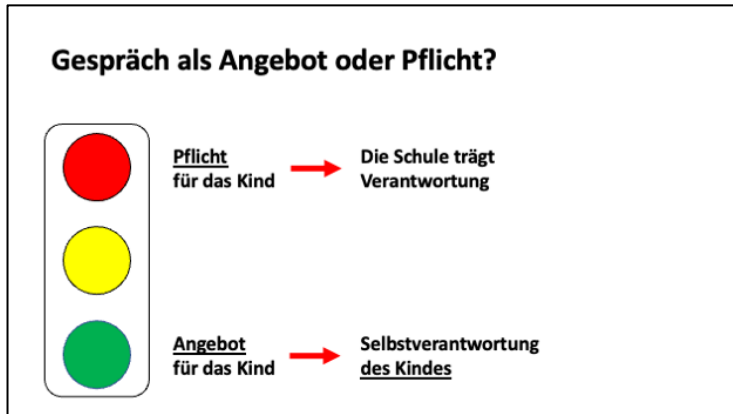 Gespräch als Angebot oder Pflicht?
Pflicht
für das Kind
Die Schule trägt
Verantwortung
Angebot
für das Kind
Selbstverantwortung
des Kindes